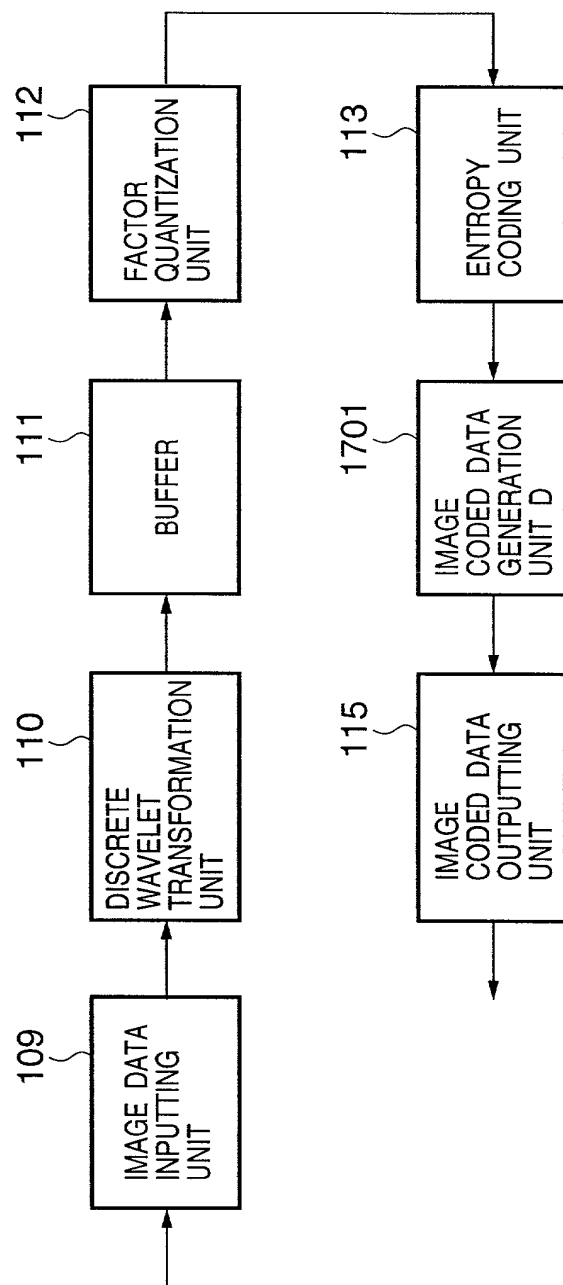 109
IMAGE DATA
INPUTTING
UNIT
110
DISCRETE
WAVELET
TRANSFORMATION
UNIT
111
BUFFER
112
FACTOR
QUANTIZATION
UNIT
113
ENTROPY
CODING UNIT
1701
IMAGE
CODED DATA
GENERATION
UNIT D
115
IMAGE
CODED DATA
OUTPUTTING
UNIT